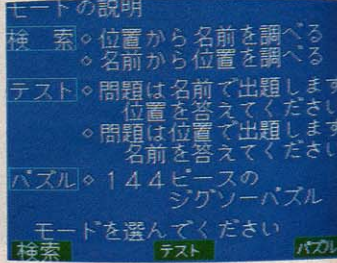 モードの説明
検 索 ◇ 位置から名前を調べる
◇ 名前から位置を調べる
テスト ◇ 問題は名前で出題します
位置を答えてください
◇ 問題は位置で出題します
名前を答えてください
パズル ◇ 144ピースの
ジグソーパズル
モードを選んでください
検索 テスト パズル